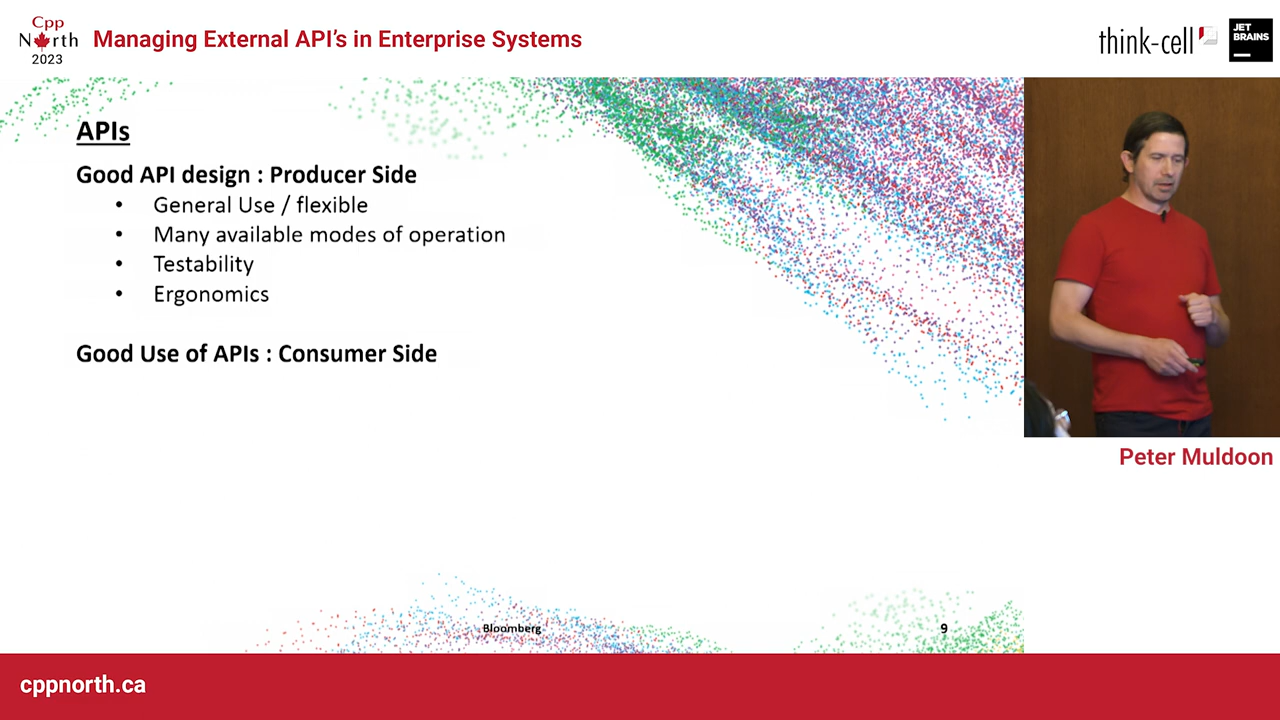 Cpp
North
2023
Managing External API's in Enterprise Systems
think-cell
JET
BRAINS
APIs
Good API design : Producer Side
• General Use / flexible
• Many available modes of operation
• Testability
• Ergonomics
Good Use of APIs : Consumer Side
Peter Muldoon
Bloomberg
9
cppnorth.ca